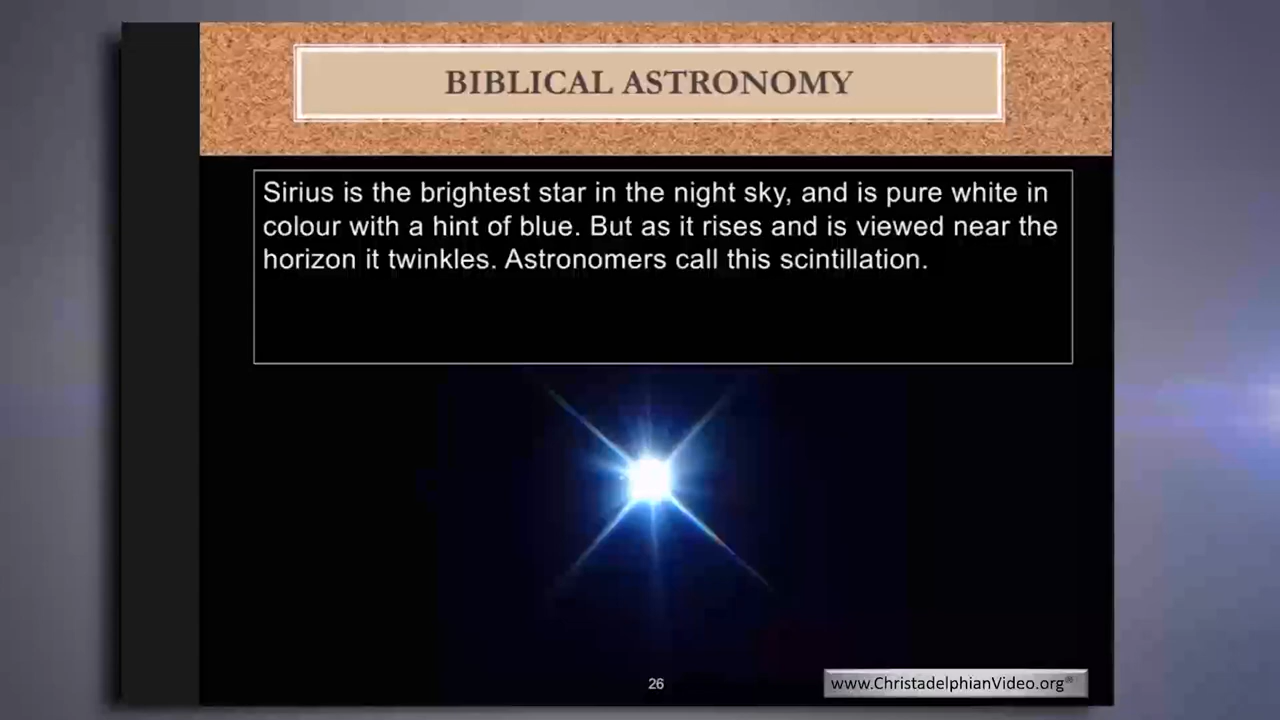 BIBLICAL ASTRONOMY
Sirius is the brightest star in the night sky, and is pure white in
colour with a hint of blue. But as it rises and is viewed near the
horizon it twinkles. Astronomers call this scintillation.
26
www.ChristadelphianVideo.org